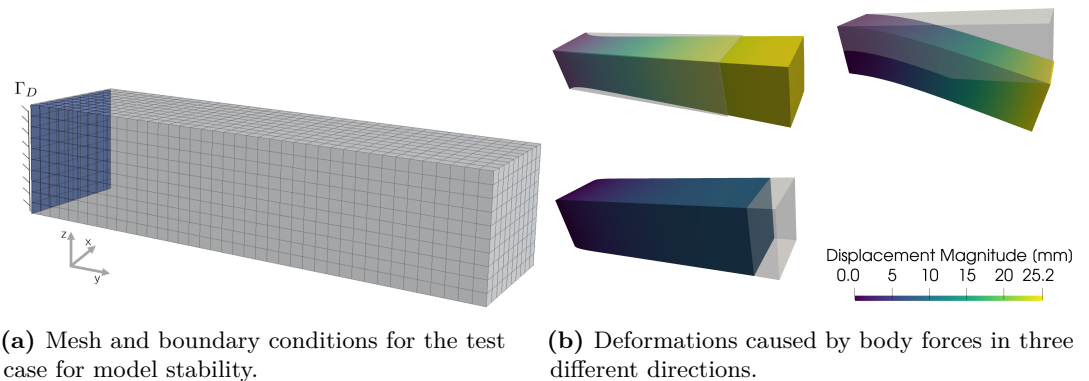 Γ_D
z
x
y
Displacement Magnitude (mm)
0.0 5 10 15 20 25.2
(a) Mesh and boundary conditions for the test
case for model stability.
(b) Deformations caused by body forces in three
different directions.